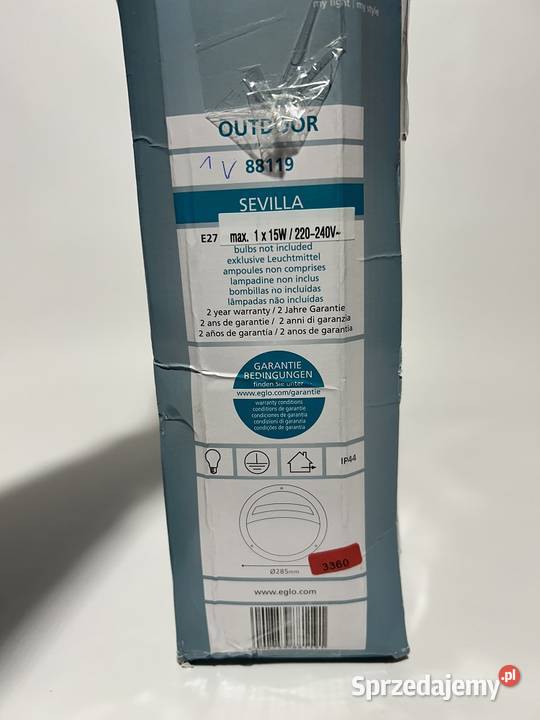 my light | my style
OUTDOOR
1 V 88119
SEVILLA
E27 max. 1 x 15W / 220-240V~
bulbs not included
exklusive Leuchtmittel
ampoules non comprises
lampadine non inclus
bombillas no incluídas
lâmpadas não incluídas
2 year warranty / 2 Jahre Garantie
2 ans de garantie / 2 anni di garanzia
2 años de garantía / 2 anos de garantia
GARANTIE
BEDINGUNGEN
finden Sie unter
www.eglo.com/garantie
warranty conditions
conditions de garantie
condiciones de garantía
condizioni di garanzia
condições de garantia
IP44
3360
Ø285mm
www.eglo.com
Sprzedajemy.pl